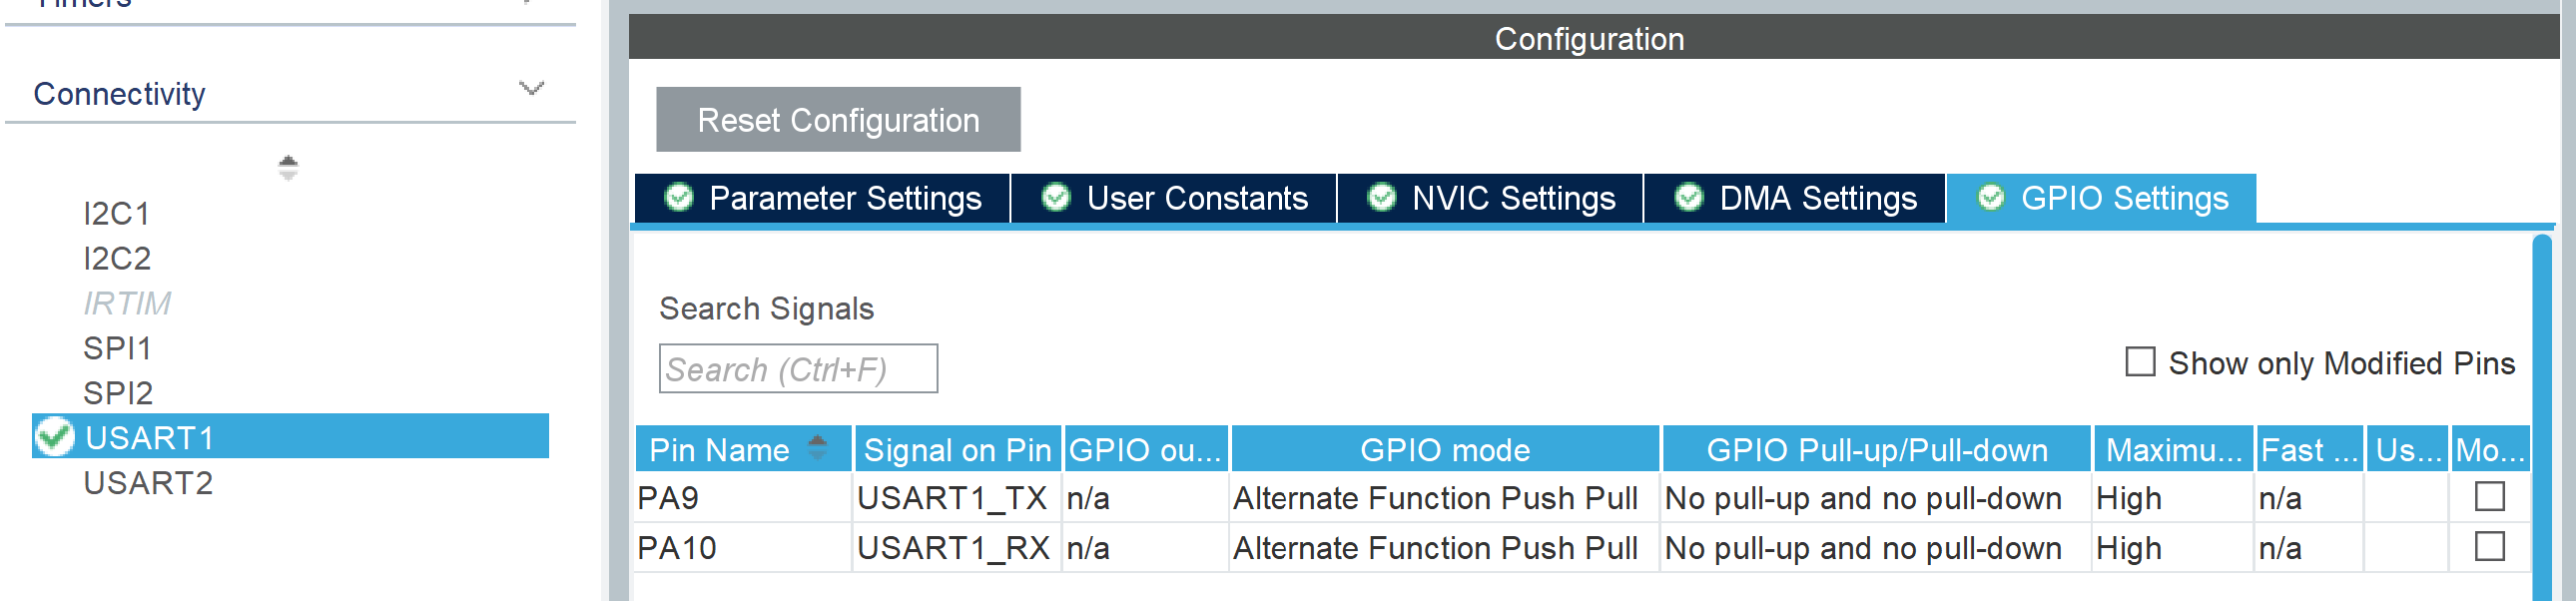 Timers
Connectivity
I2C1
I2C2
IRTIM
SPI1
SPI2
USART1
USART2
Configuration
Reset Configuration
Parameter Settings User Constants NVIC Settings DMA Settings GPIO Settings
Search Signals
Search (Ctrl+F)
Show only Modified Pins
Pin Name Signal on Pin GPIO ou... GPIO mode GPIO Pull-up/Pull-down Maximu... Fast ... Us... Mo...
PA9 USART1_TX n/a Alternate Function Push Pull No pull-up and no pull-down High n/a
PA10 USART1_RX n/a Alternate Function Push Pull No pull-up and no pull-down High n/a